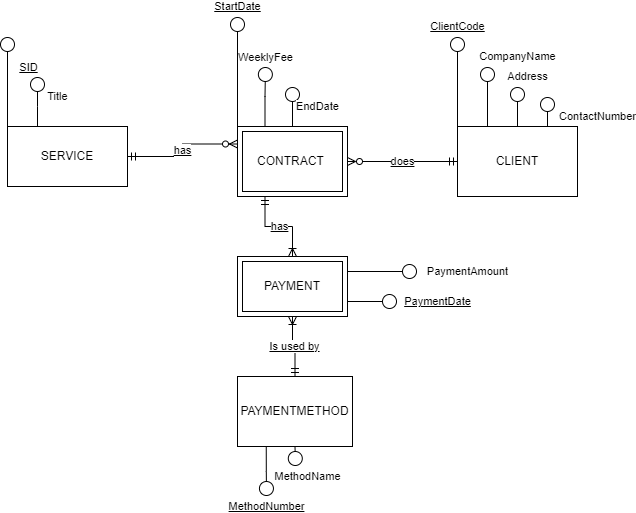 StartDate
ClientCode
WeeklyFee
CompanyName
SID
Address
Title
EndDate
ContactNumber
SERVICE
has
CONTRACT
does
CLIENT
has
PAYMENT
PaymentAmount
PaymentDate
Is used by
PAYMENTMETHOD
MethodName
MethodNumber